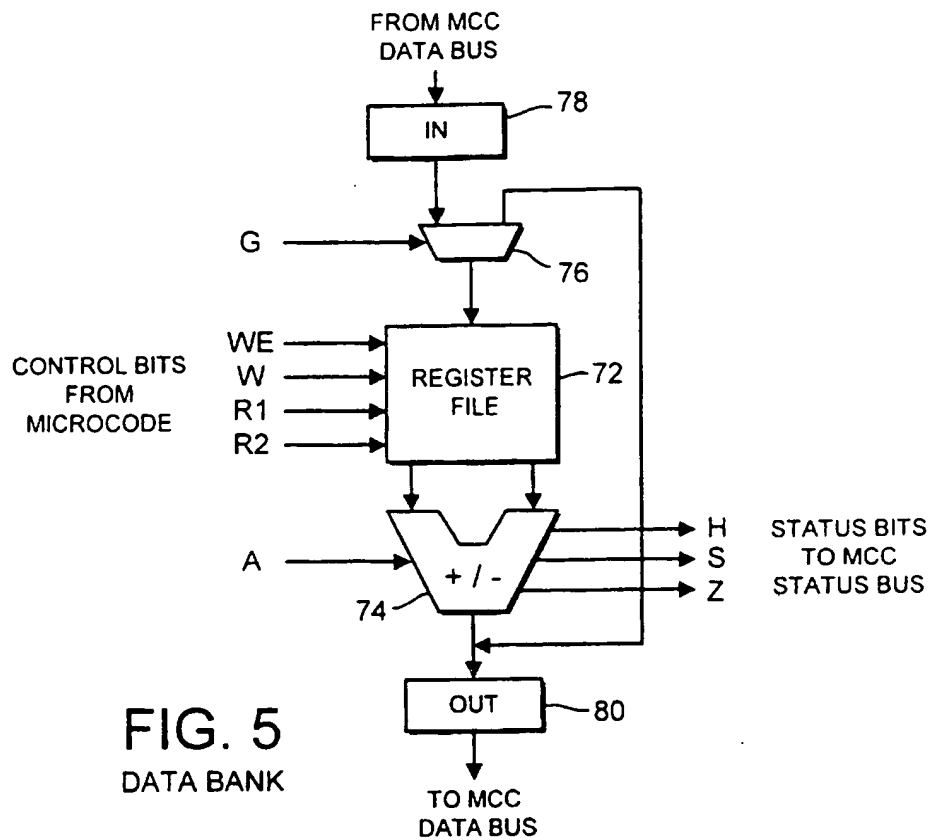 FROM MCC
DATA BUS
78
IN
G
76
CONTROL BITS
FROM
MICROCODE
WE
W
R1
R2
REGISTER
FILE
72
A
+ / -
74
H
S
Z
STATUS BITS
TO MCC
STATUS BUS
OUT
80
FIG. 5
DATA BANK
TO MCC
DATA BUS